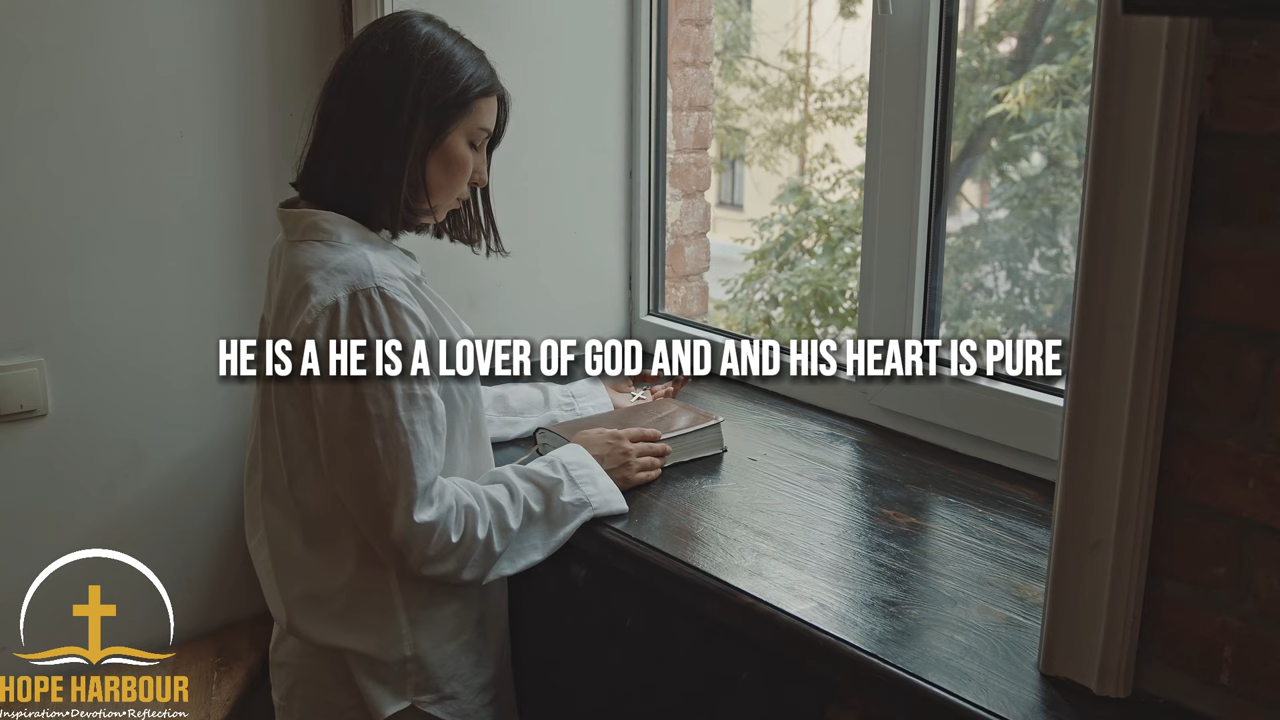 HE IS A HE IS A LOVER OF GOD AND AND HIS HEART IS PURE
HOPE HARBOUR
Inspiration•Devotion•Reflection